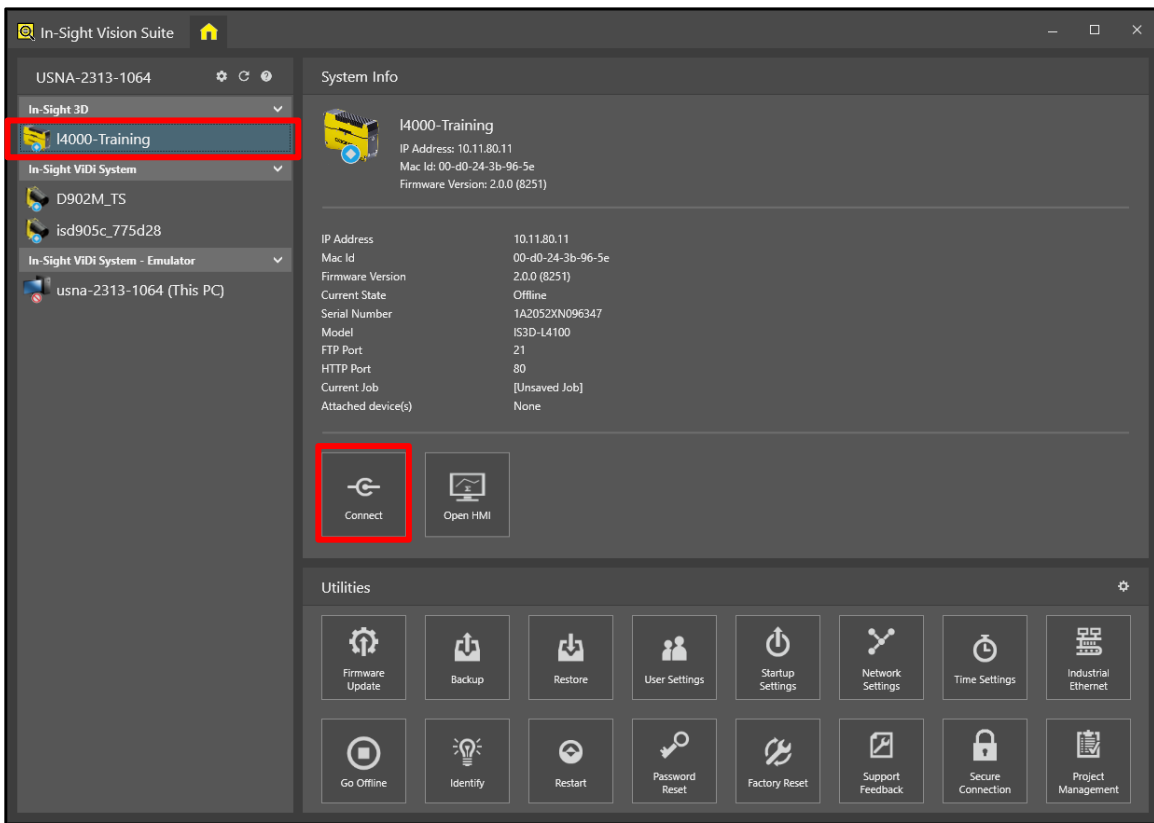 In-Sight Vision Suite
USNA-2313-1064
In-Sight 3D
l4000-Training
In-Sight ViDi System
D902M_TS
isd905c_775d28
In-Sight ViDi System - Emulator
usna-2313-1064 (This PC)
System Info
l4000-Training
IP Address: 10.11.80.11
Mac Id: 00-d0-24-3b-96-5e
Firmware Version: 2.0.0 (8251)
IP Address 10.11.80.11
Mac Id 00-d0-24-3b-96-5e
Firmware Version 2.0.0 (8251)
Current State Offline
Serial Number 1A2052XN096347
Model IS3D-L4100
FTP Port 21
HTTP Port 80
Current Job [Unsaved Job]
Attached device(s) None
Connect
Open HMI
Utilities
Firmware
Update
Backup
Restore
User Settings
Startup
Settings
Network
Settings
Time Settings
Industrial
Ethernet
Go Offline
Identify
Restart
Password
Reset
Factory Reset
Support
Feedback
Secure
Connection
Project
Management